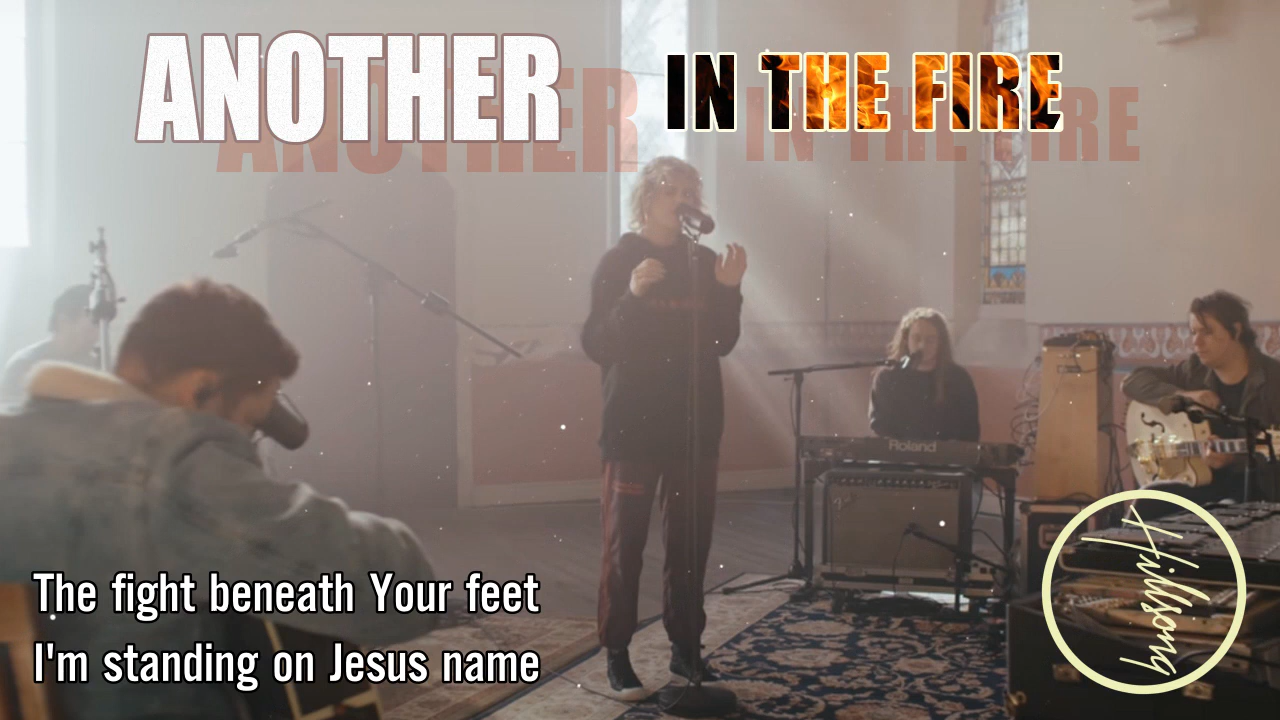 ANOTHER IN THE FIRE
Roland
Hillsong
The fight beneath Your feet
I'm standing on Jesus name